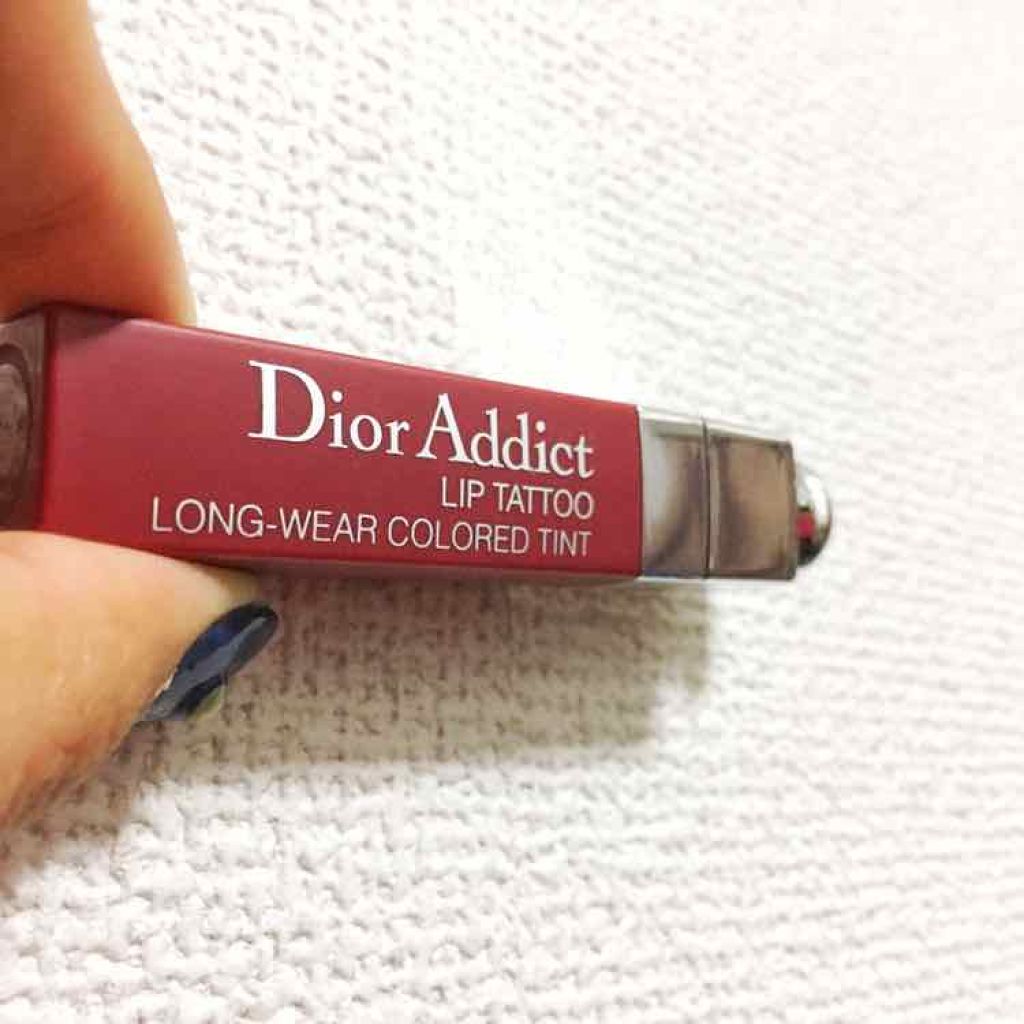 Dior Addict
LIP TATTOO
LONG-WEAR COLORED TINT